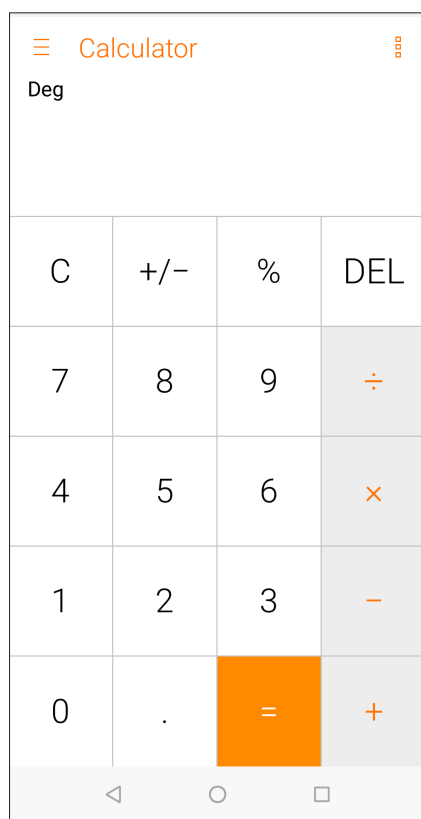 Calculator
Deg
C +/− % DEL
7 8 9 ÷
4 5 6 ×
1 2 3 −
0 . = +